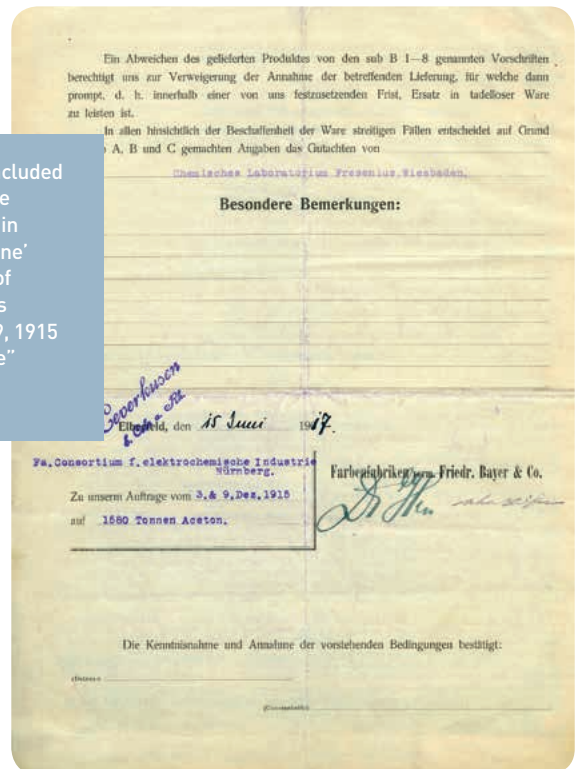 Ein Abweichen des gelieferten Produktes von den sub B 1—8 genannten Vorschriften
berechtigt uns zur Verweigerung der Annahme der betreffenden Lieferung, für welche dann
prompt, d. h. innerhalb einer von uns festzusetzenden Frist, Ersatz in tadelloser Ware
zu leisten ist.
In allen hinsichtlich der Beschaffenheit der Ware streitigen Fällen entscheidet auf Grund
A, B und C gemachten Angaben das Gutachten von
Chemisches Laboratorium Fresenius, Wiesbaden.
cluded
e
in
ne’
of
s
9, 1915
e”
Besondere Bemerkungen:
Leverkusen
Elberfeld, den 15 Juni 1917.
Fa. Consortium f. elektrochemische Industrie
Nürnberg.
Zu unserm Auftrage vom 3.& 9.Dez.1915
auf 1580 Tonnen Aceton.
Farbenfabriken vorm. Friedr. Bayer & Co.
Die Kenntnisnahme und Annahme der vorstehenden Bedingungen bestätigt: